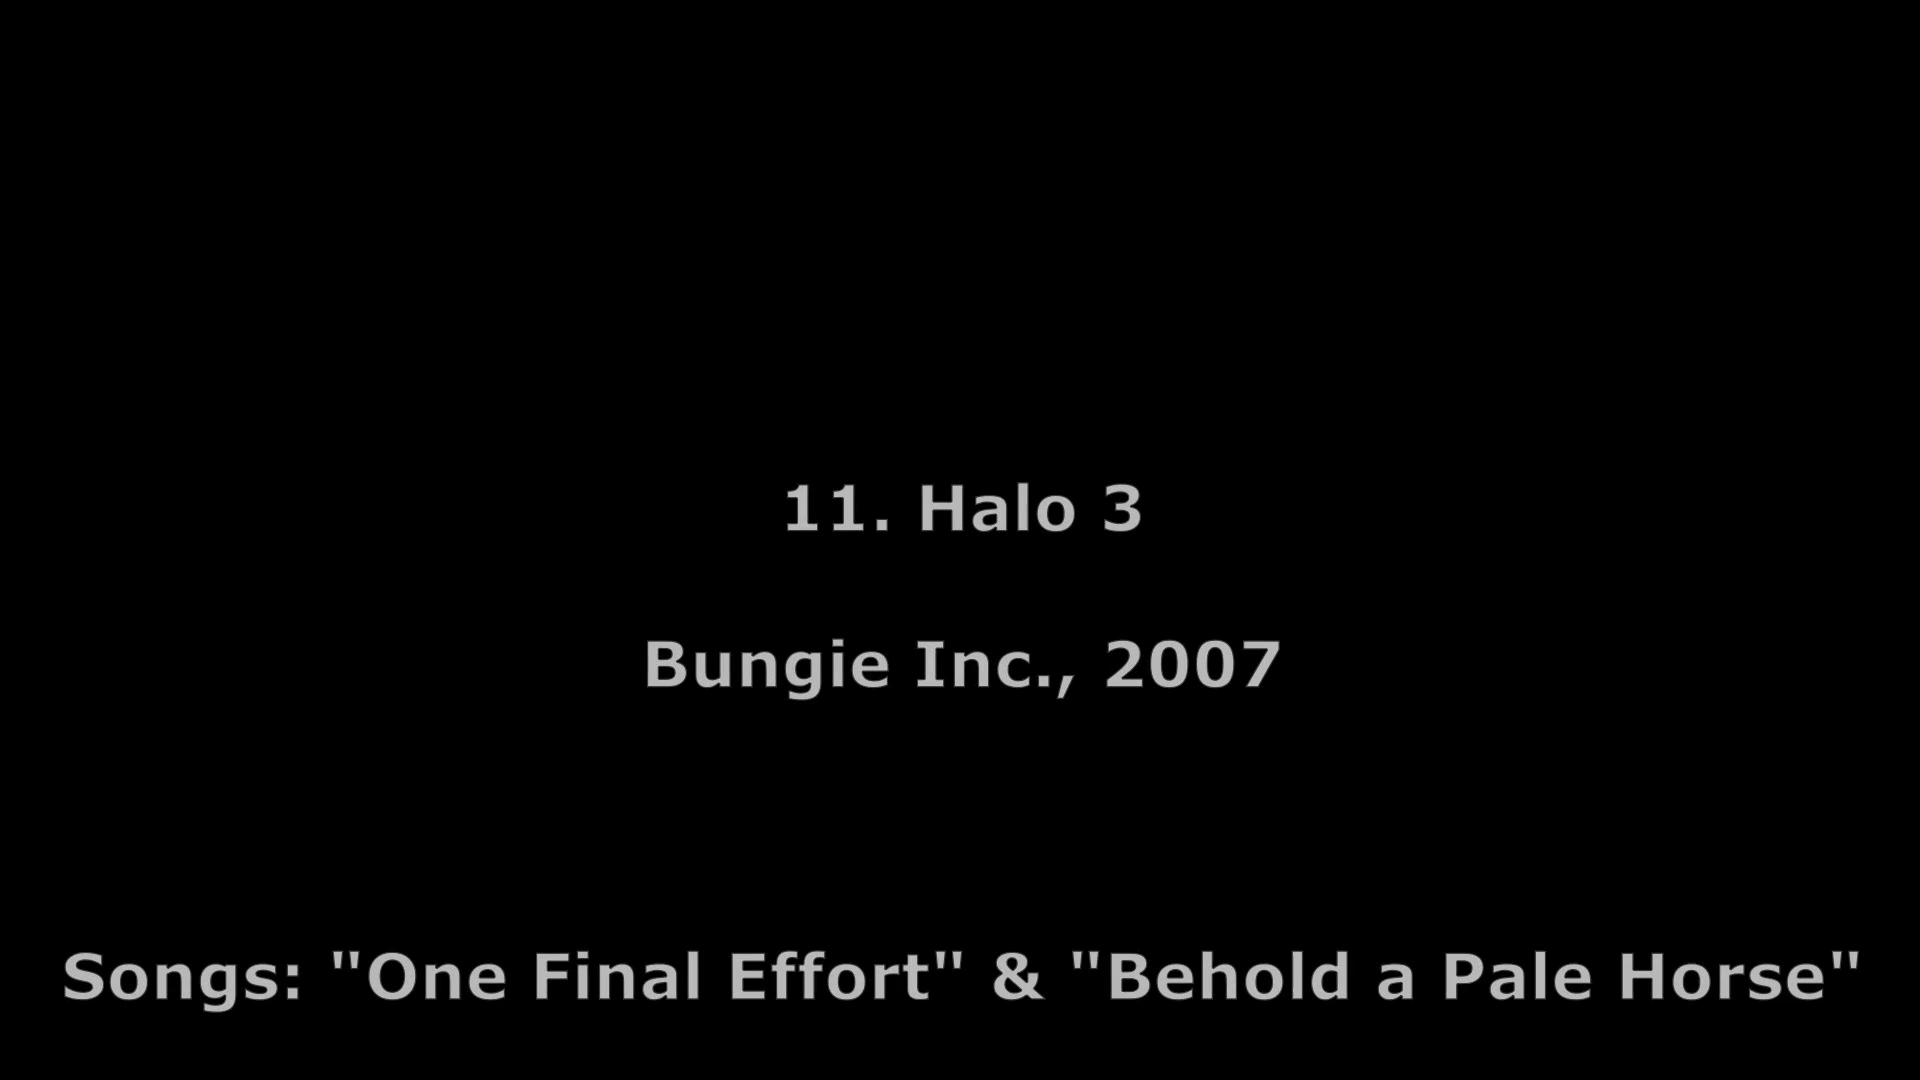 11. Halo 3
Bungie Inc., 2007
Songs: "One Final Effort" & "Behold a Pale Horse"